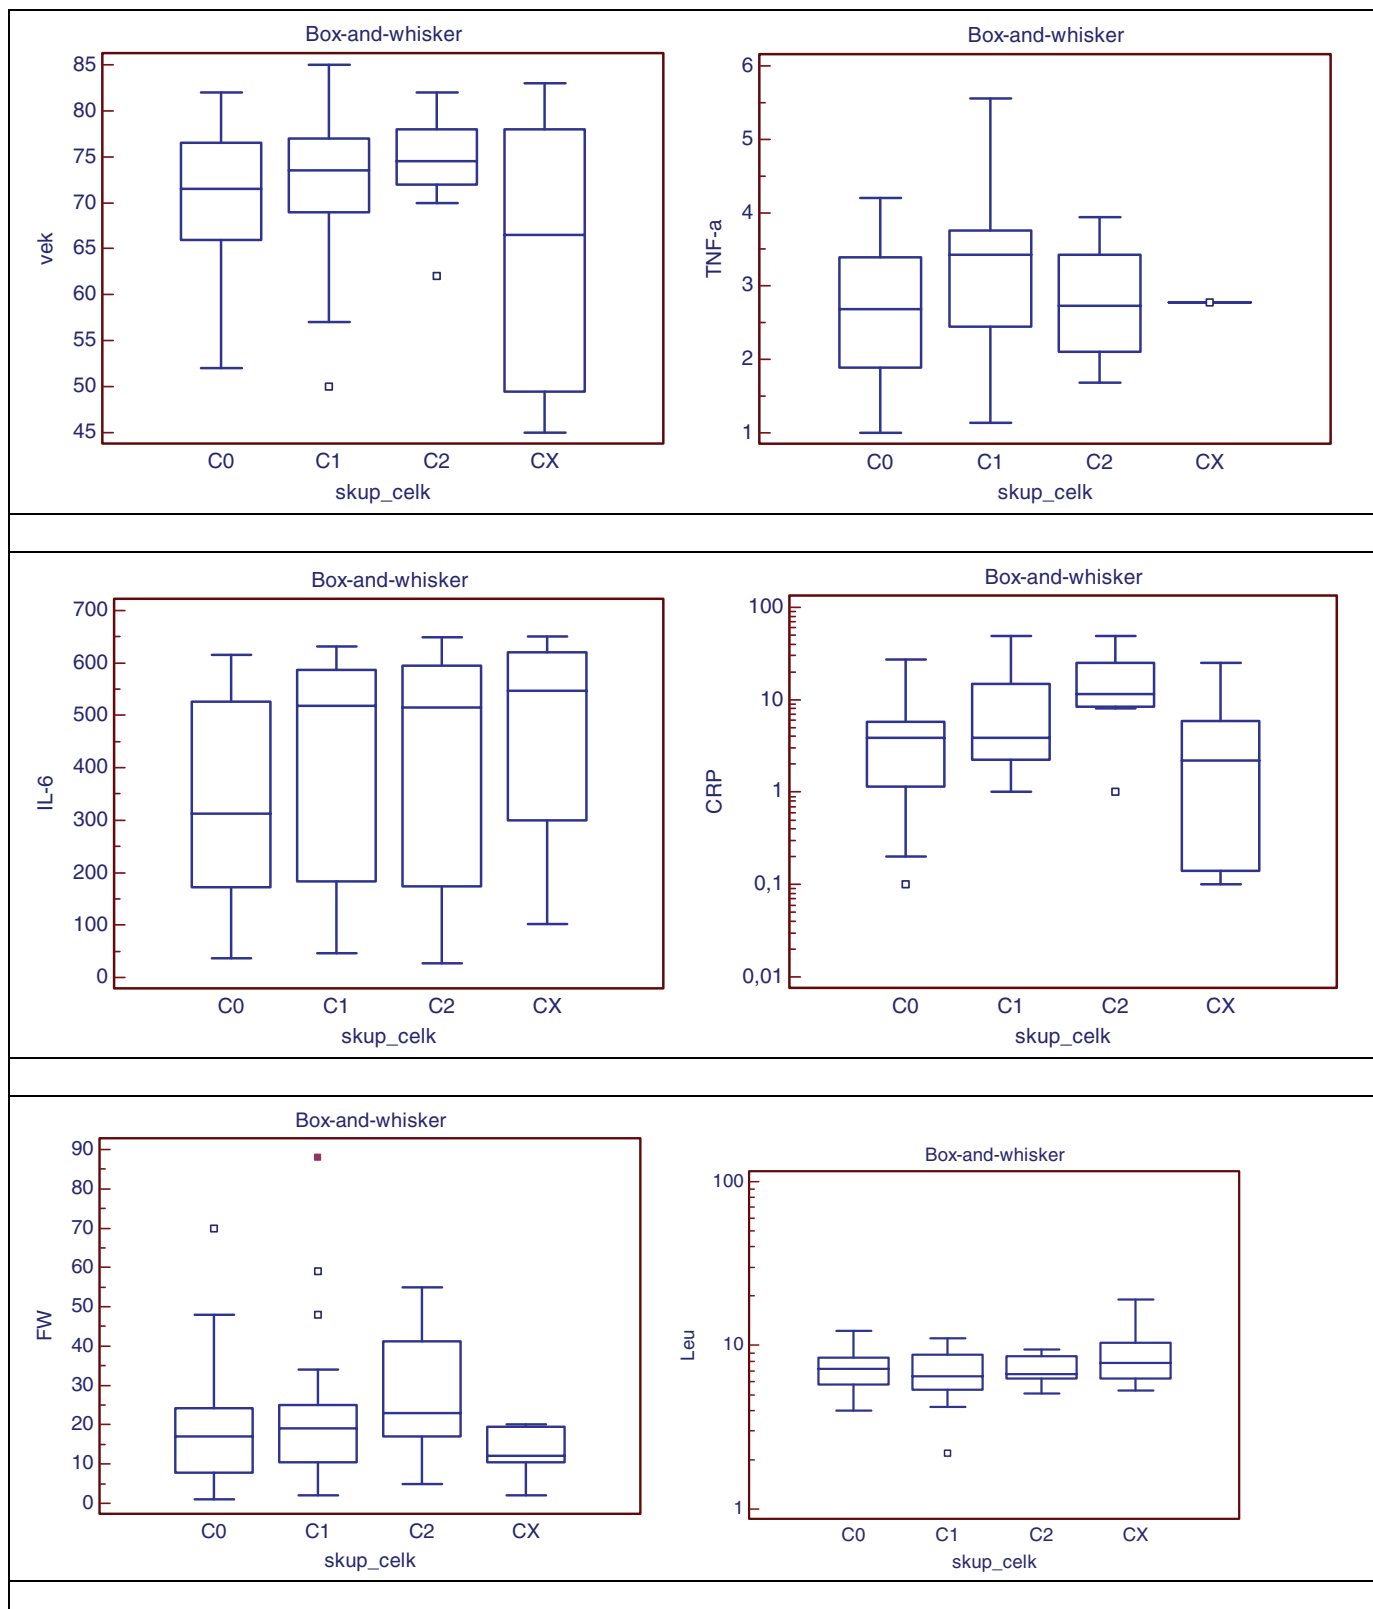 Box-and-whisker
85
80
75
70
65
60
55
50
45
vek
C0 C1 C2 CX
skup_celk
Box-and-whisker
6
5
4
3
2
1
TNF-a
C0 C1 C2 CX
skup_celk
Box-and-whisker
700
600
500
400
300
200
100
0
IL-6
C0 C1 C2 CX
skup_celk
Box-and-whisker
100
10
1
0,1
0,01
CRP
C0 C1 C2 CX
skup_celk
Box-and-whisker
90
80
70
60
50
40
30
20
10
0
FW
C0 C1 C2 CX
skup_celk
Box-and-whisker
100
10
1
Leu
C0 C1 C2 CX
skup_celk